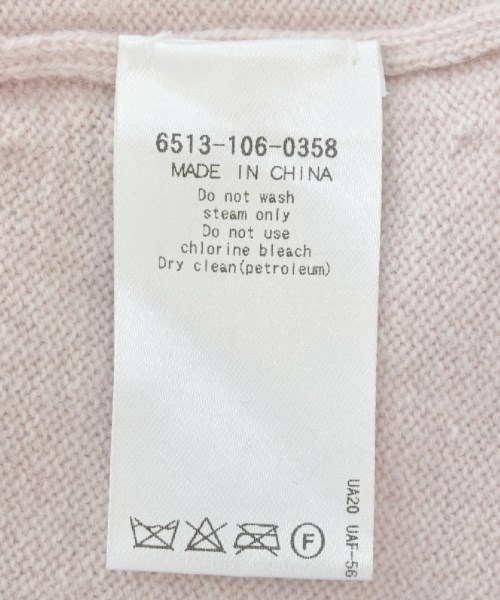 6513-106-0358
MADE IN CHINA
Do not wash
steam only
Do not use
chlorine bleach
Dry clean(petroleum)
F
UA20 UAF-56